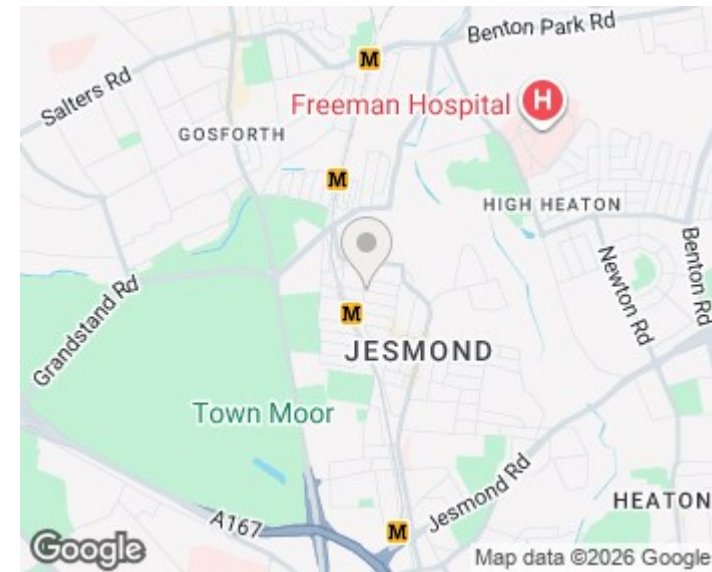 Benton Park Rd
M
Salters Rd
Freeman Hospital
H
GOSFORTH
M
HIGH HEATON
Benton Rd
Newton Rd
Grandstand Rd
M
JESMOND
Town Moor
Jesmond Rd
HEATON
A167
M
Google
Map data ©2026 Google